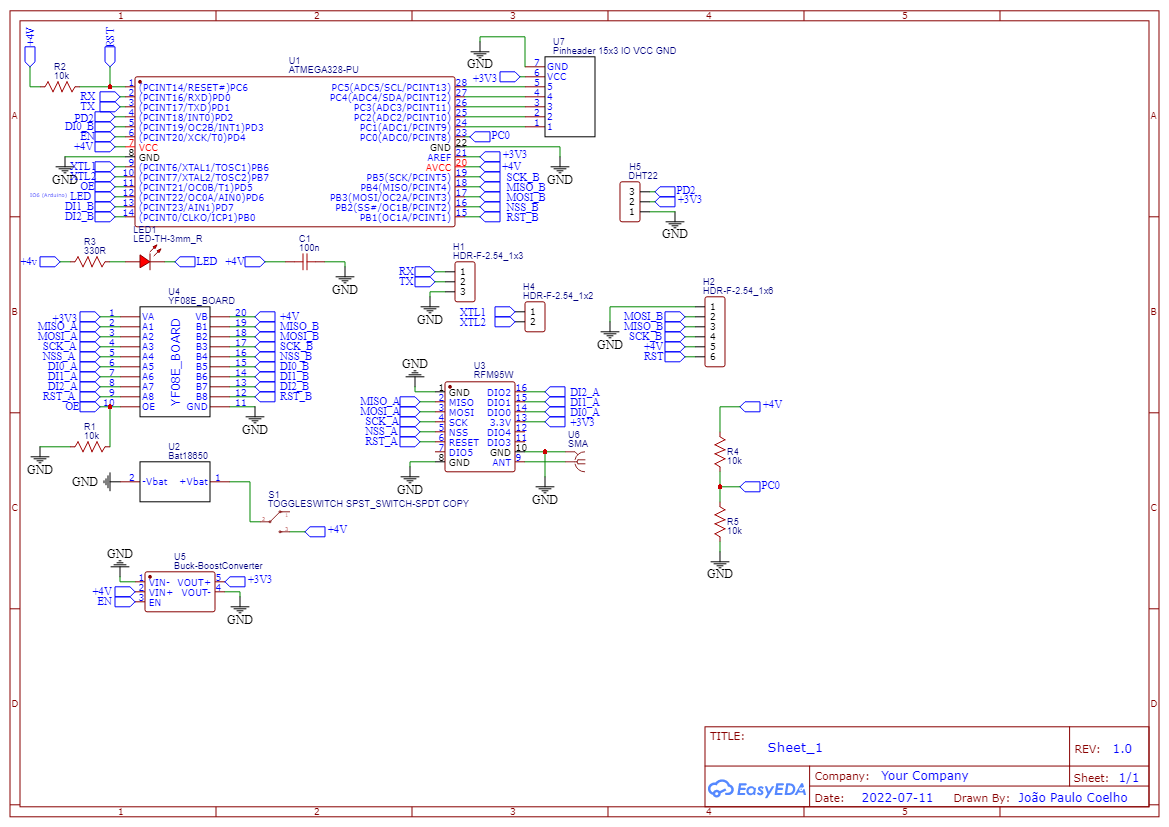 1 2 3 4 5
A B C D
A B C D
1 2 3 4 5
+4V
RST
R2
10k
U1
ATMEGA328-PU
1 (PCINT14/RESET#)PC6
RX 2 (PCINT16/RXD)PD0
TX 3 (PCINT17/TXD)PD1
PD2 4 (PCINT18/INT0)PD2
DI0_B 5 (PCINT19/OC2B/INT1)PD3
EN 6 (PCINT20/XCK/T0)PD4
+4V 7 VCC
8 GND
GND
XTL1 9 (PCINT6/XTAL1/TOSC1)PB6
XTL2 10 (PCINT7/XTAL2/TOSC2)PB7
OE 11 (PCINT21/OC0B/T1)PD5
IO6 (Arduino) LED 12 (PCINT22/OC0A/AIN0)PD6
DI1_B 13 (PCINT23/AIN1)PD7
DI2_B 14 (PCINT0/CLKO/ICP1)PB0
PC5(ADC5/SCL/PCINT13) 28
PC4(ADC4/SDA/PCINT12) 27
PC3(ADC3/PCINT11) 26
PC2(ADC2/PCINT10) 25
PC1(ADC1/PCINT9) 24
PC0(ADC0/PCINT8) 23 PC0
GND 22
AREF 21 +3V3
AVCC 20 +4V
PB5(SCK/PCINT5) 19 SCK_B
PB4(MISO/PCINT4) 18 MISO_B
PB3(MOSI/OC2A/PCINT3) 17 MOSI_B
PB2(SS#/OC1B/PCINT2) 16 NSS_B
PB1(OC1A/PCINT1) 15 RST_B
GND
U7
Pinheader 15x3 IO VCC GND
GND
7 GND
+3V3 6 VCC
5 5
4 4
3 3
2 2
1 1
H5
DHT22
3 PD2
2 +3V3
1
GND
R3
330R
LED1
LED-TH-3mm_R
+4v
LED
C1
100n
+4V
GND
H1
HDR-F-2.54_1x3
RX 1
TX 2
3
GND
H4
HDR-F-2.54_1x2
XTL1 1
XTL2 2
H2
HDR-F-2.54_1x6
1
MOSI_B 2
MISO_B 3
SCK_B 4
+4V 5
RST 6
GND
U4
YF08E_BOARD
YF08E_BOARD
+3V3 1 VA VB 20 +4V
MISO_A 2 A1 B1 19 MISO_B
MOSI_A 3 A2 B2 18 MOSI_B
SCK_A 4 A3 B3 17 SCK_B
NSS_A 5 A4 B4 16 NSS_B
DI0_A 6 A5 B5 15 DI0_B
DI1_A 7 A6 B6 14 DI1_B
DI2_A 8 A7 B7 13 DI2_B
RST_A 9 A8 B8 12 RST_B
OE 10 OE GND 11
GND
R1
10k
GND
U3
RFM95W
GND
1 GND DIO2 16 DI2_A
MISO_A 2 MISO DIO1 15 DI1_A
MOSI_A 3 MOSI DIO0 14 DI0_A
SCK_A 4 SCK 3.3V 13 +3V3
NSS_A 5 NSS DIO4 12
RST_A 6 RESET DIO3 11
7 DIO5 GND 10
8 GND ANT 9
GND
GND
U6
SMA
+4V
R4
10k
PC0
R5
10k
GND
U2
Bat18650
GND 2 -Vbat +Vbat 1
S1
TOGGLESWITCH SPST_SWITCH-SPDT COPY
+4V
U5
Buck-BoostConverter
GND
1 VIN- VOUT+ 5 +3V3
+4V 2 VIN+ VOUT- 4
EN 3 EN
GND
TITLE:
Sheet_1
REV: 1.0
EasyEDA
Company: Your Company
Sheet: 1/1
Date: 2022-07-11 Drawn By: João Paulo Coelho